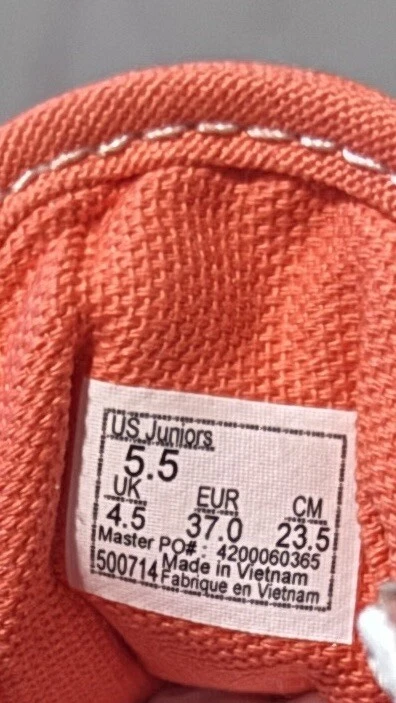 US Juniors
5.5
UK EUR CM
4.5 37.0 23.5
Master PO# : 4200060365
500714 Made in Vietnam
Fabrique en Vietnam